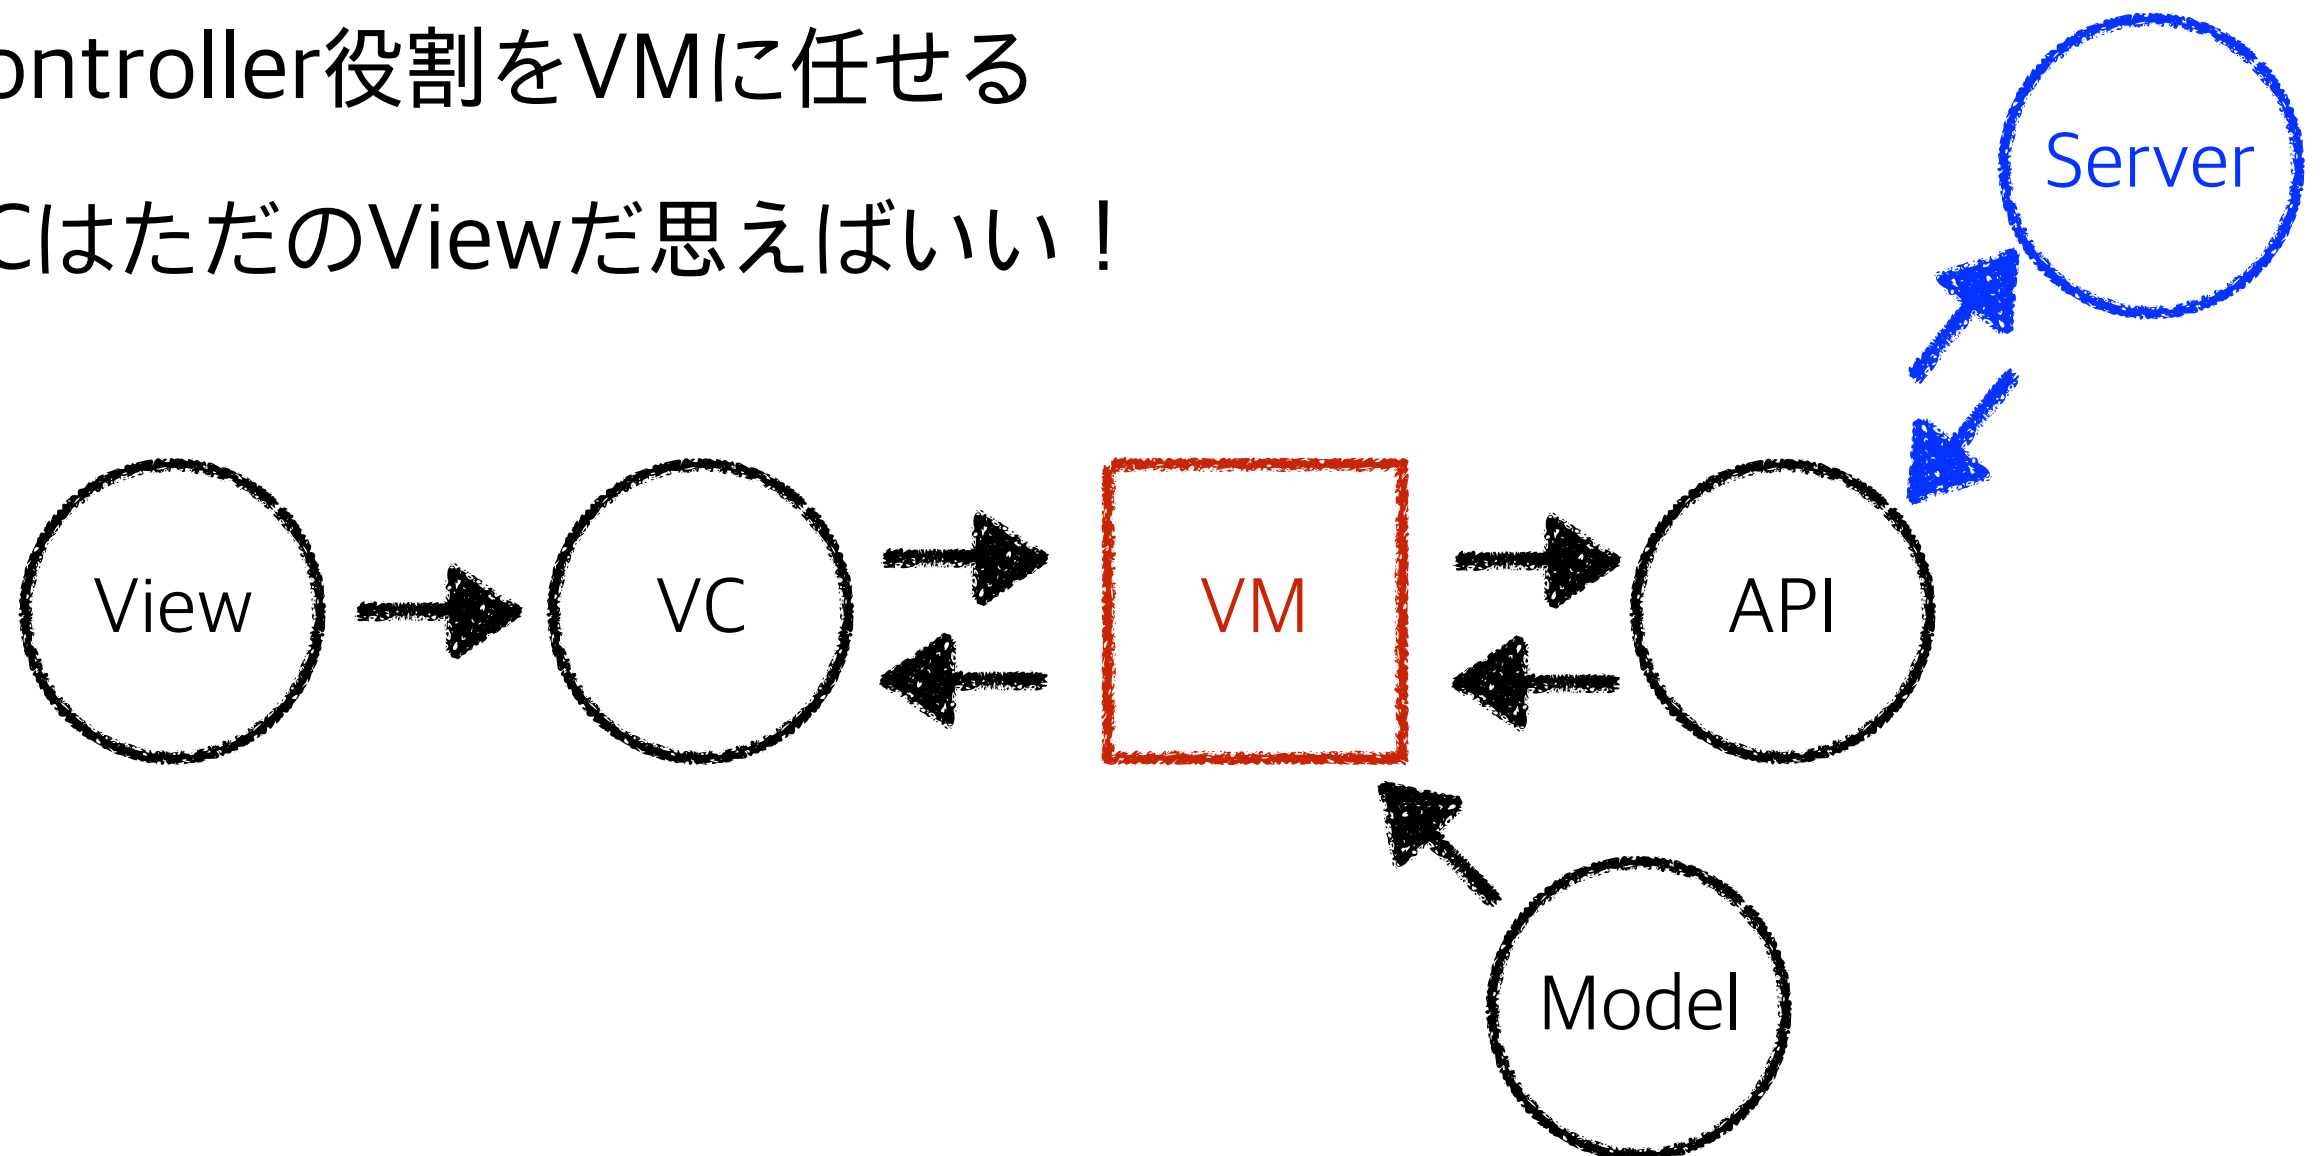 ontroller役割をVMに任せる
CはただのViewだ思えばいい！
Server
View
VC
VM
API
Model